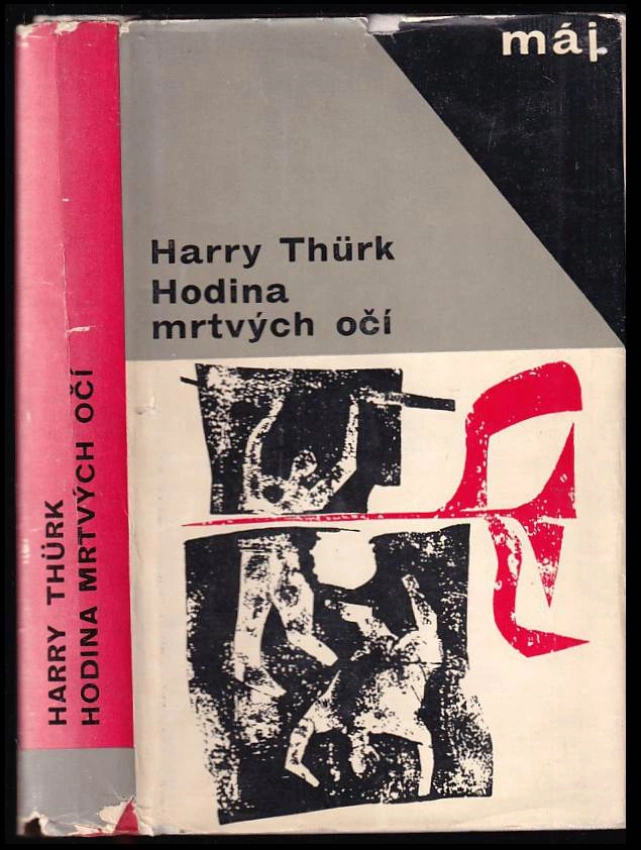 máj
Harry Thürk
Hodina
mrtvých očí
HARRY THÜRK
HODINA MRTVÝCH OČÍ